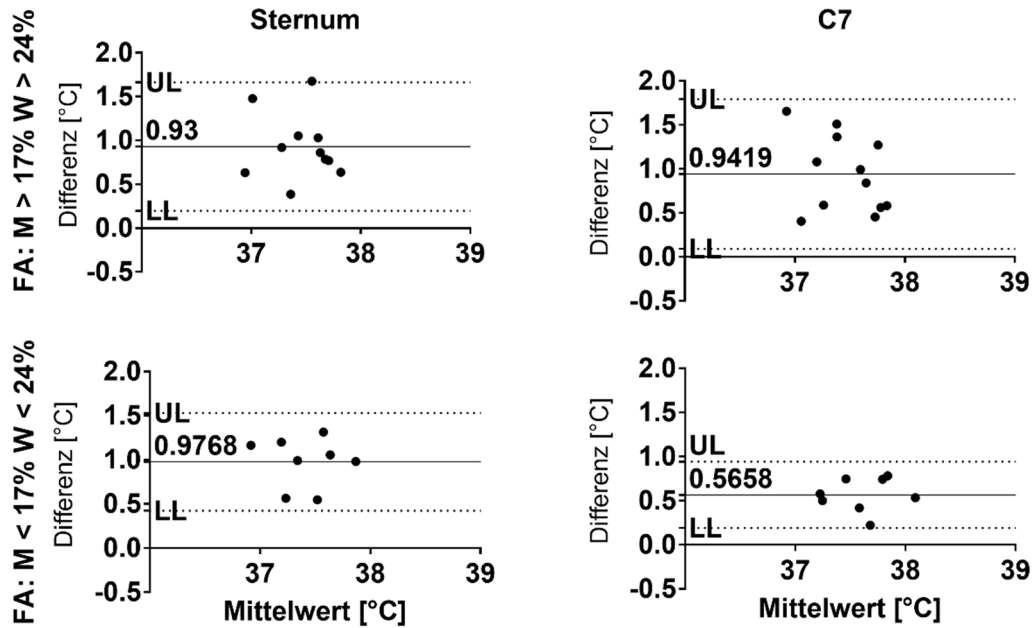 Sternum
C7
FA: M > 17% W > 24%
Differenz [°C]
2.0
1.5
1.0
0.5
0.0
-0.5
UL
0.93
LL
37
38
39
Differenz [°C]
2.0
1.5
1.0
0.5
0.0
-0.5
UL
0.9419
LL
37
38
39
FA: M < 17% W < 24%
Differenz [°C]
2.0
1.5
1.0
0.5
0.0
-0.5
UL
0.9768
LL
37
38
39
Mittelwert [°C]
Differenz [°C]
2.0
1.5
1.0
0.5
0.0
-0.5
UL
0.5658
LL
37
38
39
Mittelwert [°C]